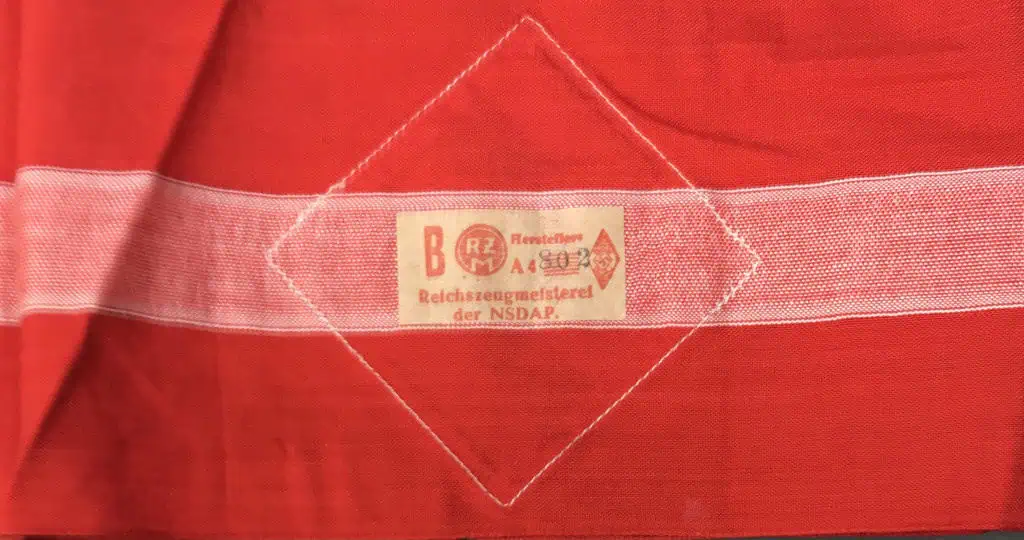 B RZM Hersteller
A 4 802
Reichszeugmeisterei
der NSDAP.